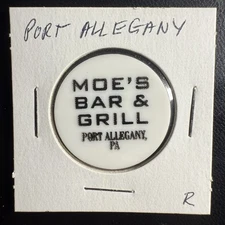 PORT ALLEGANY
MOE'S
BAR &
GRILL
PORT ALLEGANY,
PA
R